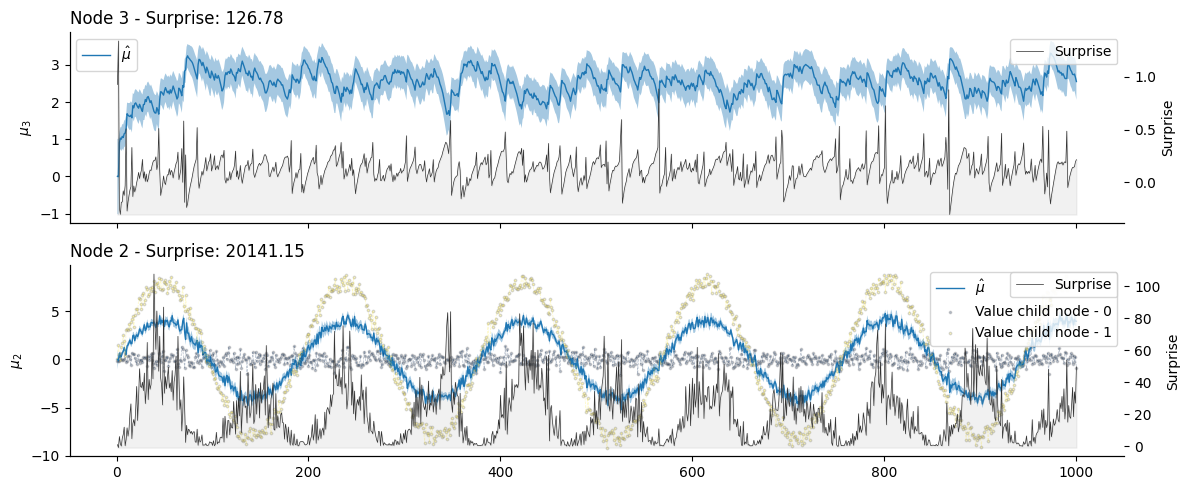 Node 3 - Surprise: 126.78
μ̂
Surprise
3
2
1
0
−1
μ3
1.0
0.5
0.0
Surprise
Node 2 - Surprise: 20141.15
μ̂
Value child node - 0
Value child node - 1
Surprise
5
0
−5
−10
μ2
100
80
60
40
20
0
Surprise
0
200
400
600
800
1000